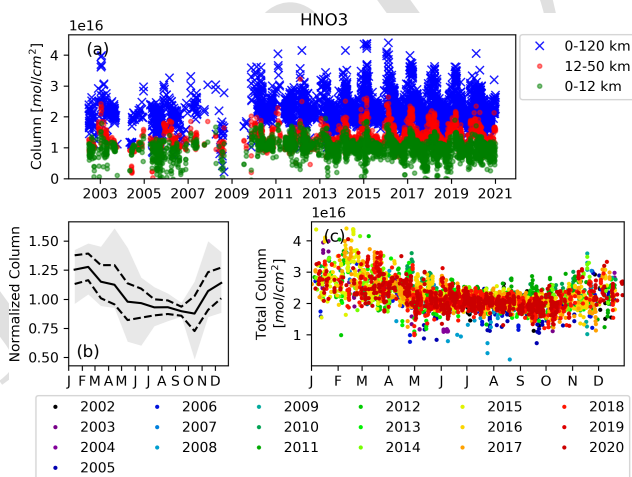 HNO3
1e16
(a)
Column [mol/cm²]
4
3
2
1
0
2003 2005 2007 2009 2011 2013 2015 2017 2019 2021
0-120 km
12-50 km
0-12 km
Normalized Column
1.50
1.25
1.00
0.75
0.50
(b)
J F M A M J J A S O N D
1e16
(c)
Total Column
[mol/cm²]
4
3
2
1
J F M A M J J A S O N D
2002 2006 2009 2012 2015 2018
2003 2007 2010 2013 2016 2019
2004 2008 2011 2014 2017 2020
2005